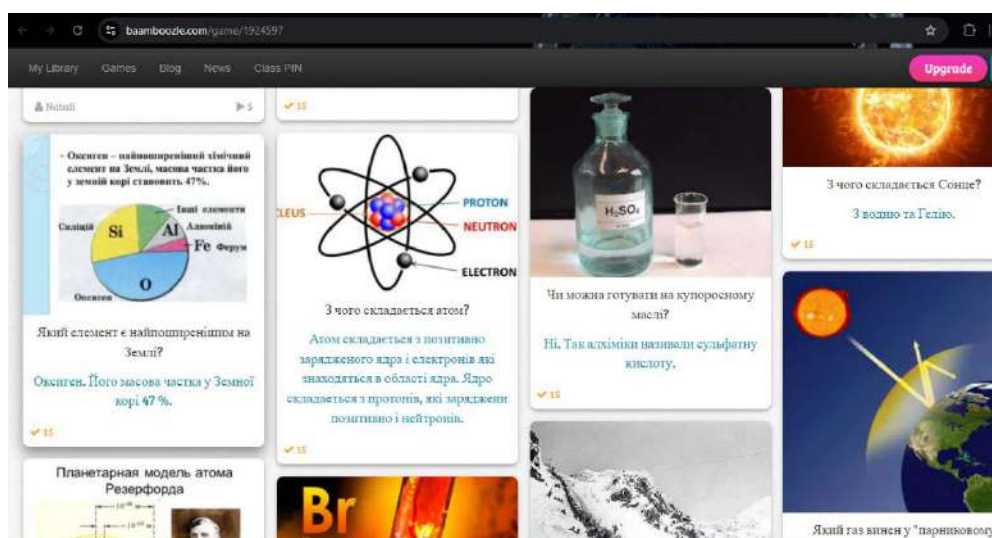 baamboozle.com/game/1924597
My Library Games Blog News Class PIN
Upgrade
Natali
5
15
- Оксиген – найпоширеніший хімічний
елемент на Землі, масова частка його
у земній корі становить 47%.
Інші елементи
Силіцій
Si
Al
Алюміній
Fe Ферум
O
Оксиген
Який елемент є найпоширенішим на
Землі?
Оксиген. Його масова частка у Земної
корі 47 %.
15
Планетарная модель атома
Резерфорда
CLEUS
PROTON
NEUTRON
ELECTRON
З чого складається атом?
Атом складається з позитивно
зарядженого ядра і електронів які
знаходяться в області ядра. Ядро
складається з протонів, які заряджени
позитивно і нейтронів.
15
Br
H₂SO₄
Чи можна готувати на купоросному
маслі?
Ні. Так алхіміки називали сульфатну
кислоту.
15
З чого складається Сонце?
З водню та Гелію.
15
Який газ винен у "парниковому